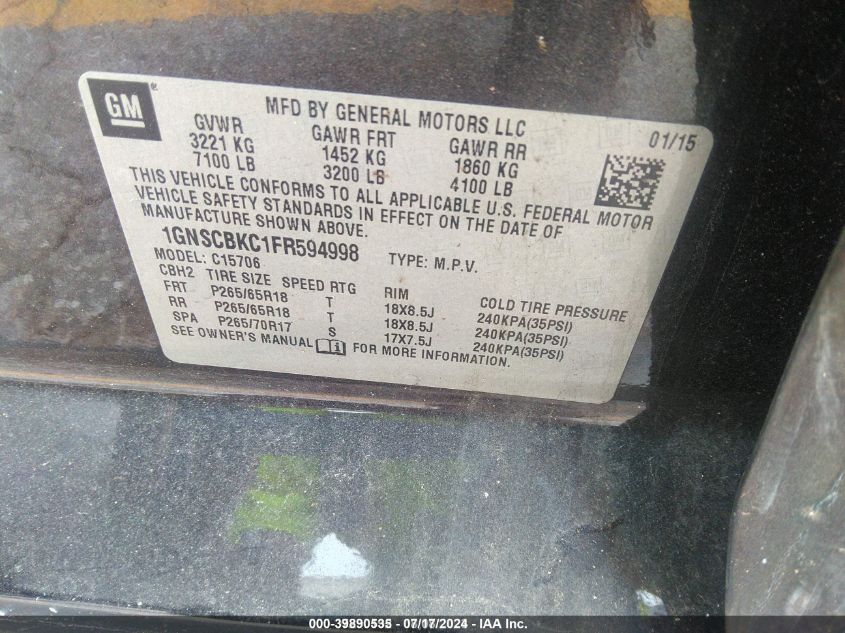 GM
MFD BY GENERAL MOTORS LLC
01/15
GVWR GAWR FRT GAWR RR
3221 KG 1452 KG 1860 KG
7100 LB 3200 LB 4100 LB
THIS VEHICLE CONFORMS TO ALL APPLICABLE U.S. FEDERAL MOTOR
VEHICLE SAFETY STANDARDS IN EFFECT ON THE DATE OF
MANUFACTURE SHOWN ABOVE.
1GNSCBKC1FR594998 TYPE: M.P.V.
MODEL: C15706
CBH2 TIRE SIZE SPEED RTG RIM COLD TIRE PRESSURE
FRT P265/65R18 T 18X8.5J 240KPA(35PSI)
RR P265/65R18 T 18X8.5J 240KPA(35PSI)
SPA P265/70R17 S 17X7.5J 240KPA(35PSI)
SEE OWNER'S MANUAL FOR MORE INFORMATION.
000-39890535 - 07/17/2024 - IAA Inc.